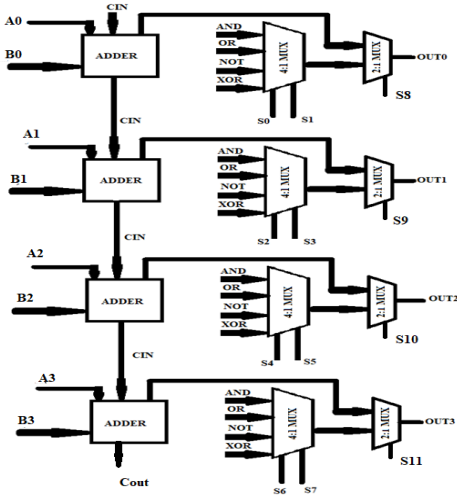 A0
CIN
B0
ADDER
AND
OR
NOT
XOR
4:1 MUX
2:1 MUX
OUT0
S0
S1
S8
CIN
A1
B1
ADDER
AND
OR
NOT
XOR
4:1 MUX
2:1 MUX
OUT1
S2
S3
S9
CIN
A2
B2
ADDER
AND
OR
NOT
XOR
4:1 MUX
2:1 MUX
OUT2
S4
S5
S10
CIN
A3
B3
ADDER
AND
OR
NOT
XOR
4:1 MUX
2:1 MUX
OUT3
S6
S7
S11
Cout